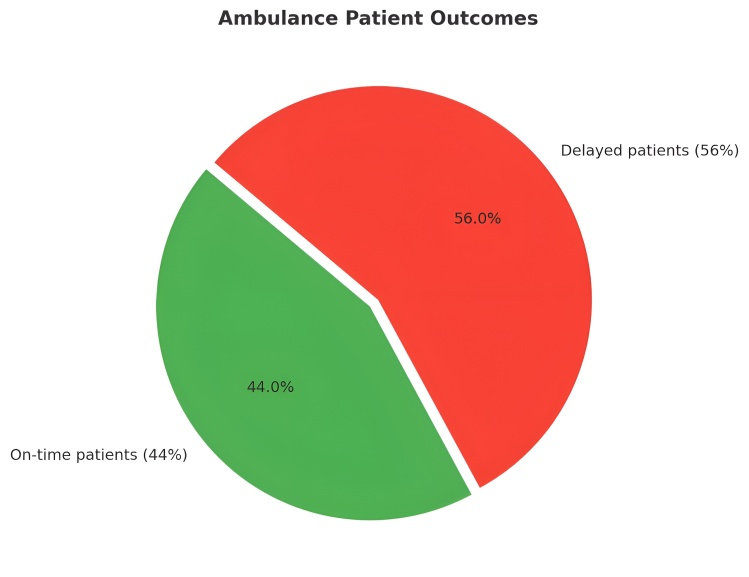 Ambulance Patient Outcomes
Delayed patients (56%)
56.0%
44.0%
On-time patients (44%)